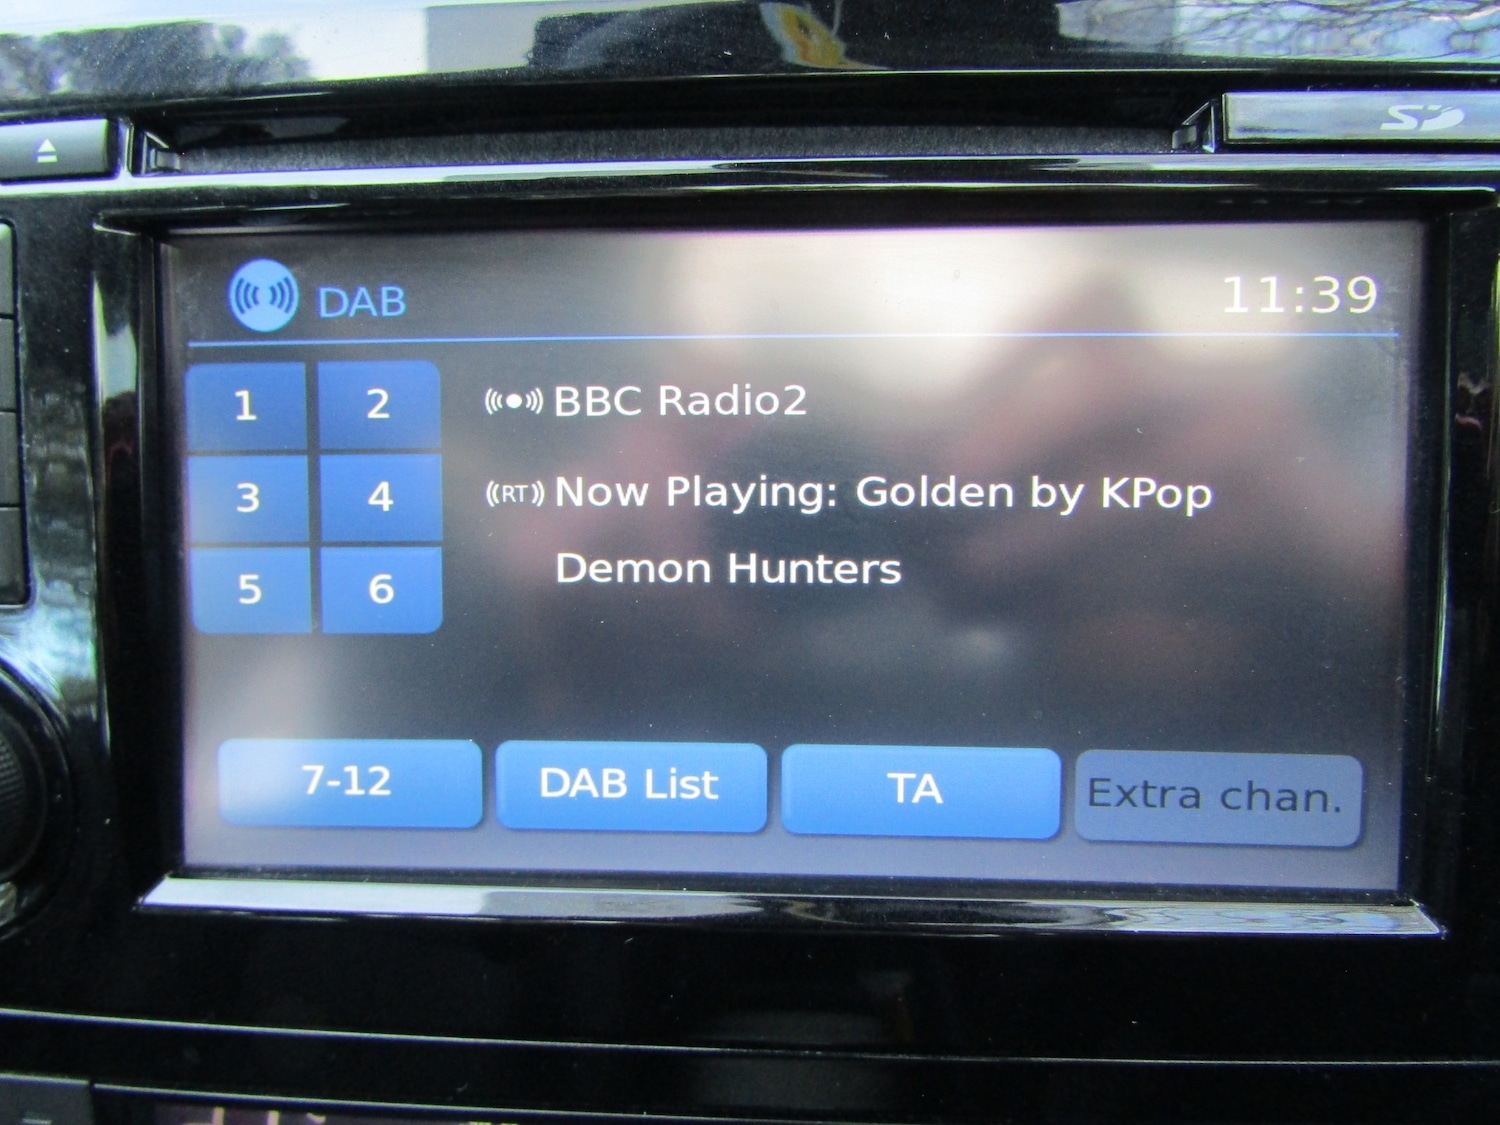 SD
DAB
11:39
1 2
3 4
5 6
BBC Radio2
RT Now Playing: Golden by KPop
Demon Hunters
7-12
DAB List
TA
Extra chan.